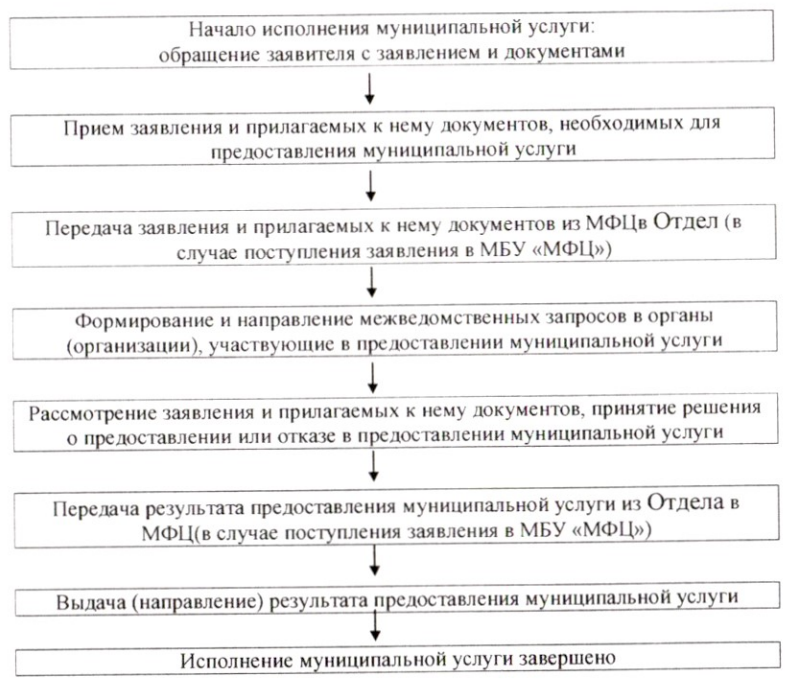 Начало исполнения муниципальной услуги:
обращение заявителя с заявлением и документами
Прием заявления и прилагаемых к нему документов, необходимых для
предоставления муниципальной услуги
Передача заявления и прилагаемых к нему документов из МФЦв Отдел (в
случае поступления заявления в МБУ «МФЦ»)
Формирование и направление межведомственных запросов в органы
(организации), участвующие в предоставлении муниципальной услуги
Рассмотрение заявления и прилагаемых к нему документов, принятие решения
о предоставлении или отказе в предоставлении муниципальной услуги
Передача результата предоставления муниципальной услуги из Отдела в
МФЦ(в случае поступления заявления в МБУ «МФЦ»)
Выдача (направление) результата предоставления муниципальной услуги
Исполнение муниципальной услуги завершено